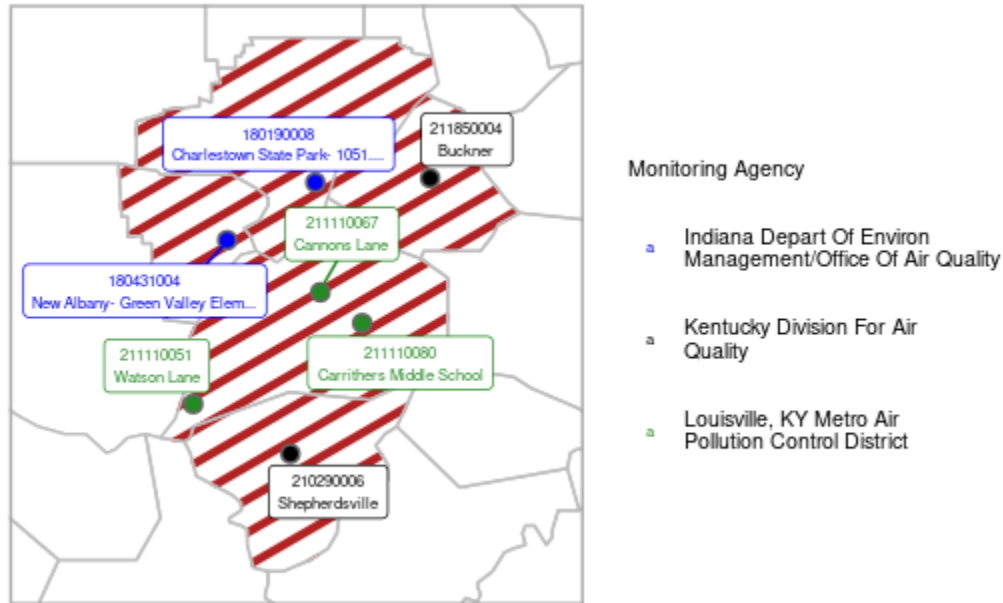 180190008
Charlestown State Park- 1051....
211850004
Buckner
211110067
Cannons Lane
180431004
New Albany- Green Valley Elem...
211110051
Watson Lane
211110080
Carrithers Middle School
210290006
Shepherdsville
Monitoring Agency
a Indiana Depart Of Environ
Management/Office Of Air Quality
a Kentucky Division For Air
Quality
a Louisville, KY Metro Air
Pollution Control District